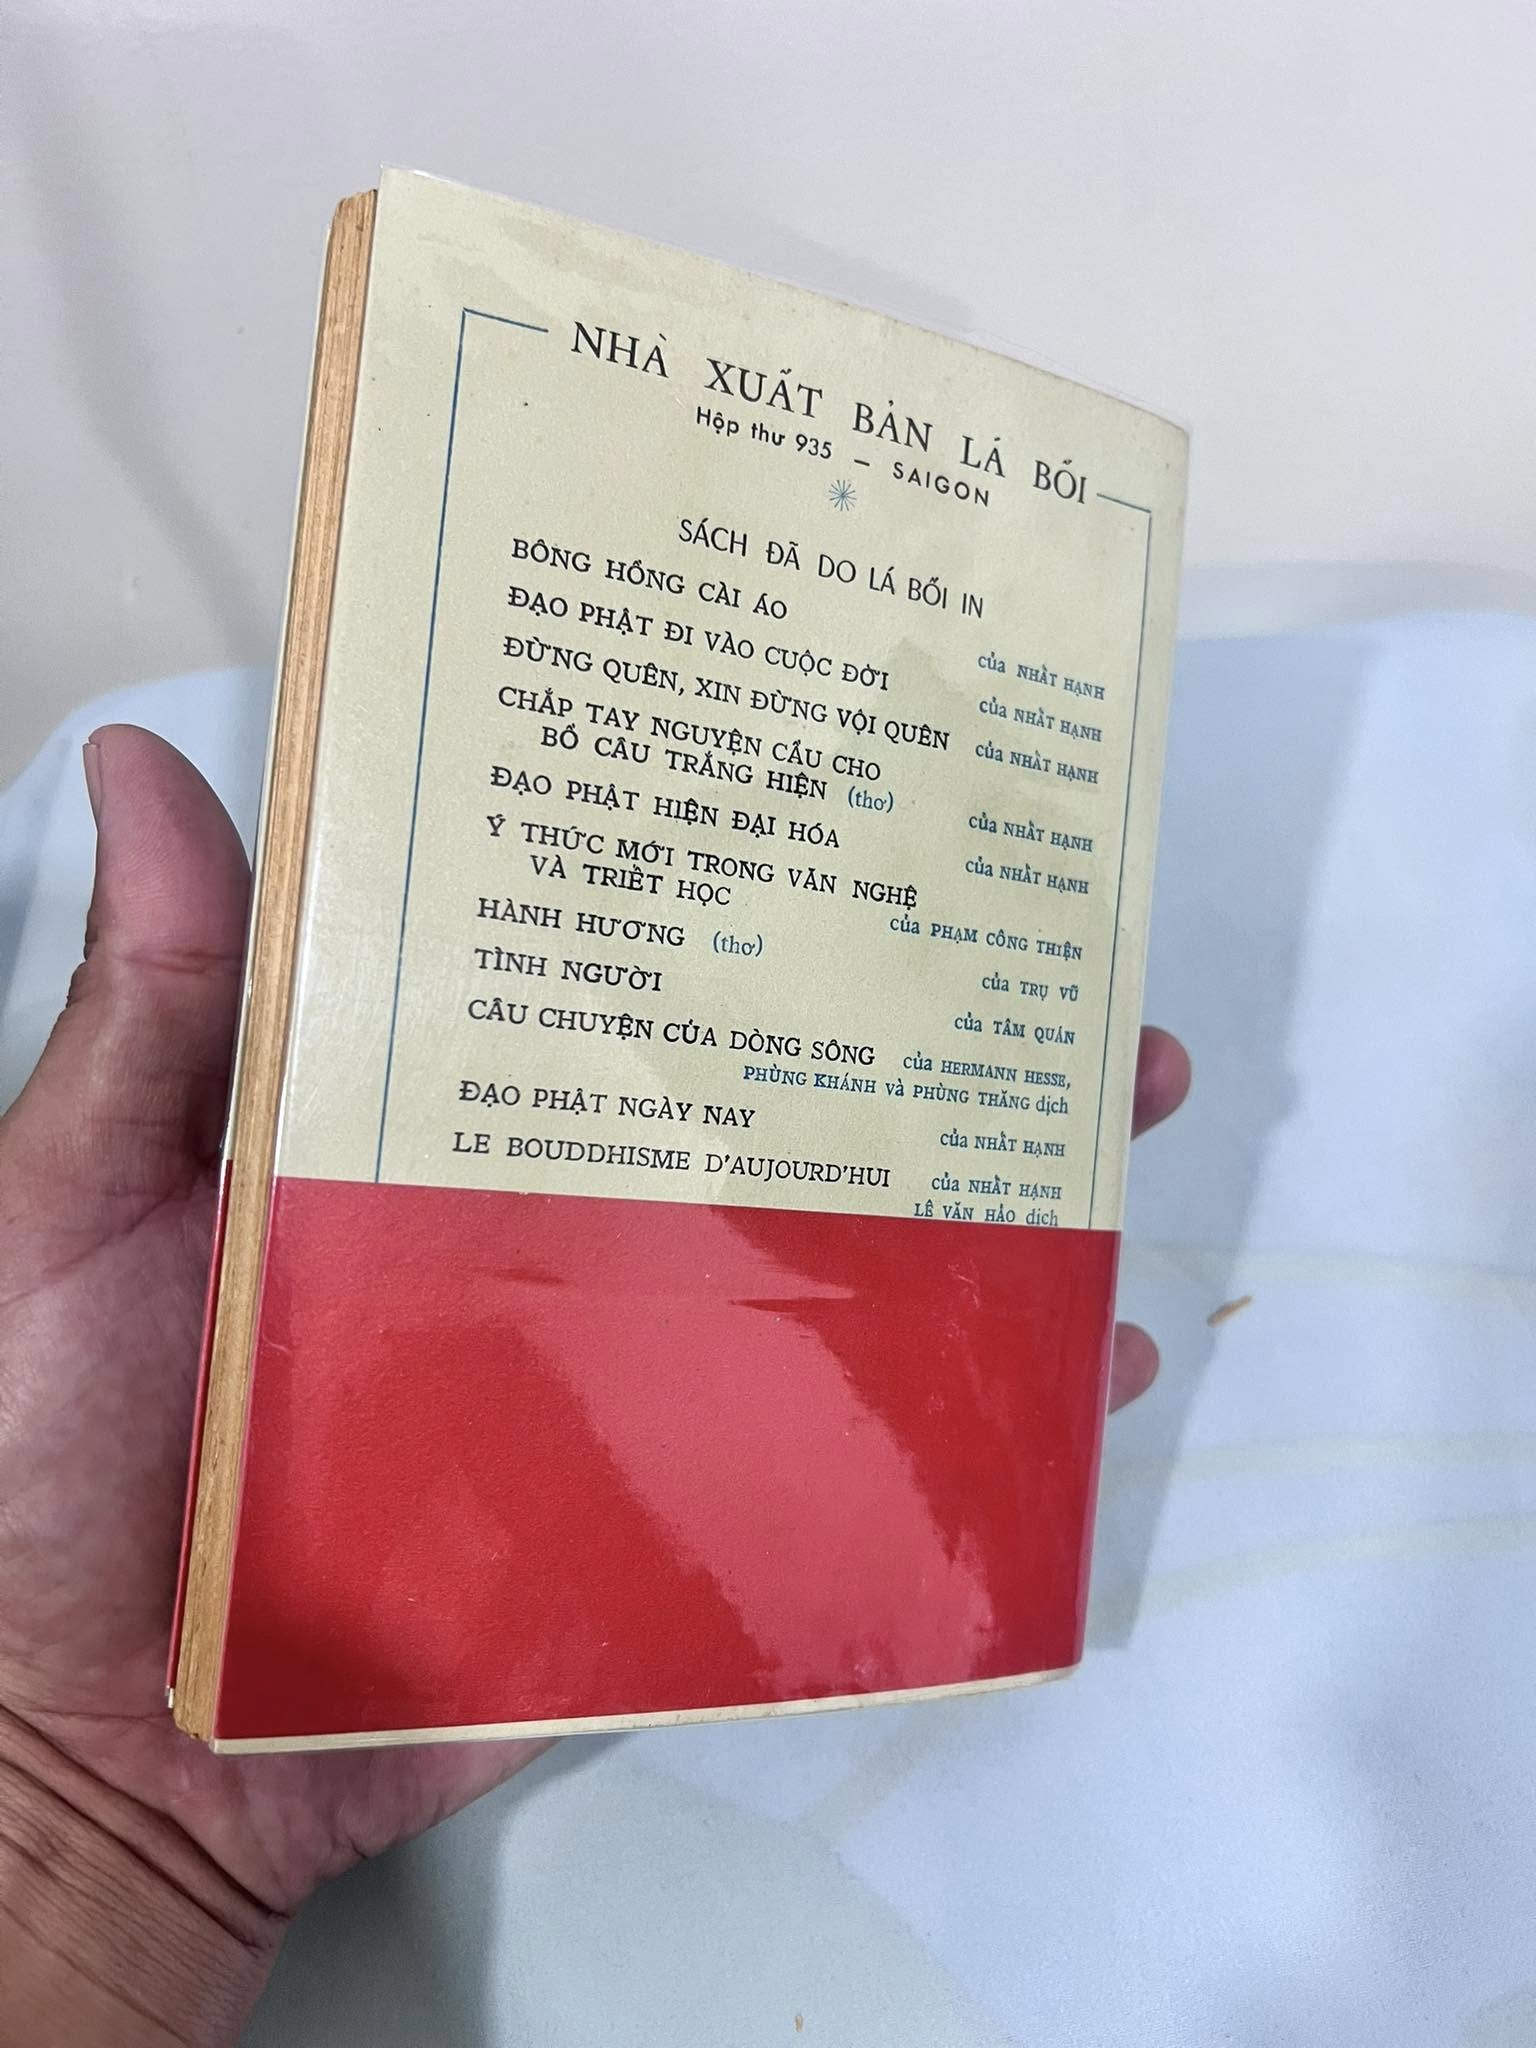 NHÀ XUẤT BẢN LÁ BỐI
Hộp thư 935 – SAIGON
SÁCH ĐÃ DO LÁ BỐI IN
BÔNG HỒNG CÀI ÁO của NHẤT HẠNH
ĐẠO PHẬT ĐI VÀO CUỘC ĐỜI của NHẤT HẠNH
ĐỪNG QUÊN, XIN ĐỪNG VỘI QUÊN của NHẤT HẠNH
CHẮP TAY NGUYỆN CẦU CHO
BỒ CÂU TRẮNG HIỆN (thơ) của NHẤT HẠNH
ĐẠO PHẬT HIỆN ĐẠI HÓA của NHẤT HẠNH
Ý THỨC MỚI TRONG VĂN NGHỆ
VÀ TRIẾT HỌC của PHẠM CÔNG THIỆN
HÀNH HƯƠNG (thơ) của TRỤ VŨ
TÌNH NGƯỜI của TÂM QUÁN
CÂU CHUYỆN CỦA DÒNG SÔNG của HERMANN HESSE,
PHÙNG KHÁNH và PHÙNG THĂNG dịch
ĐẠO PHẬT NGÀY NAY của NHẤT HẠNH
LE BOUDDHISME D'AUJOURD'HUI của NHẤT HẠNH
LÊ VĂN HẢO dịch